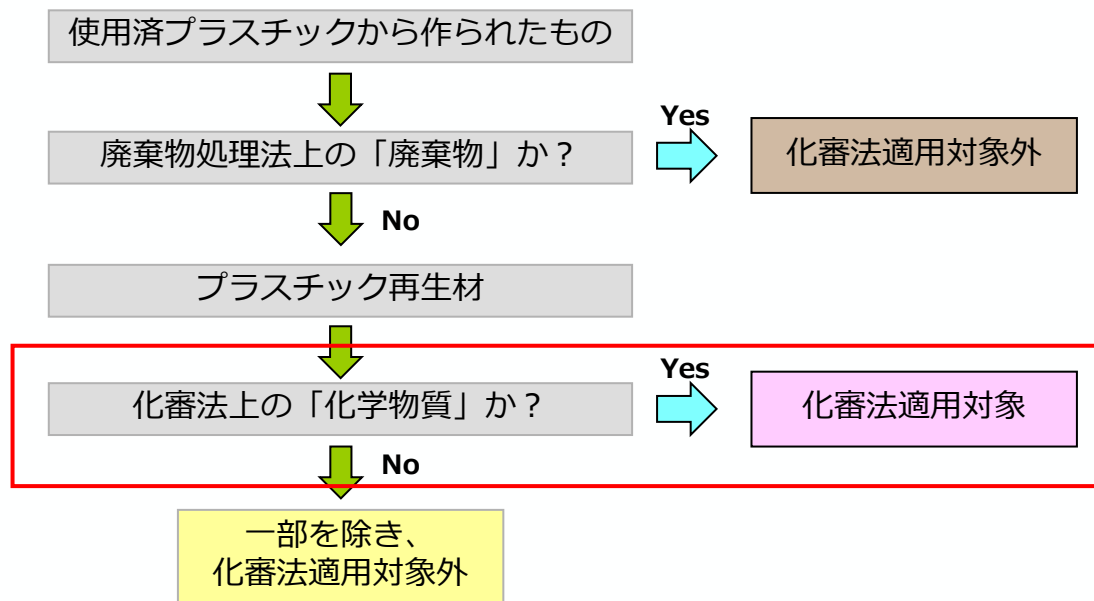 使用済プラスチックから作られたもの
Yes
廃棄物処理法上の「廃棄物」か？
化審法適用対象外
No
プラスチック再生材
Yes
化審法上の「化学物質」か？
化審法適用対象
No
一部を除き、
化審法適用対象外